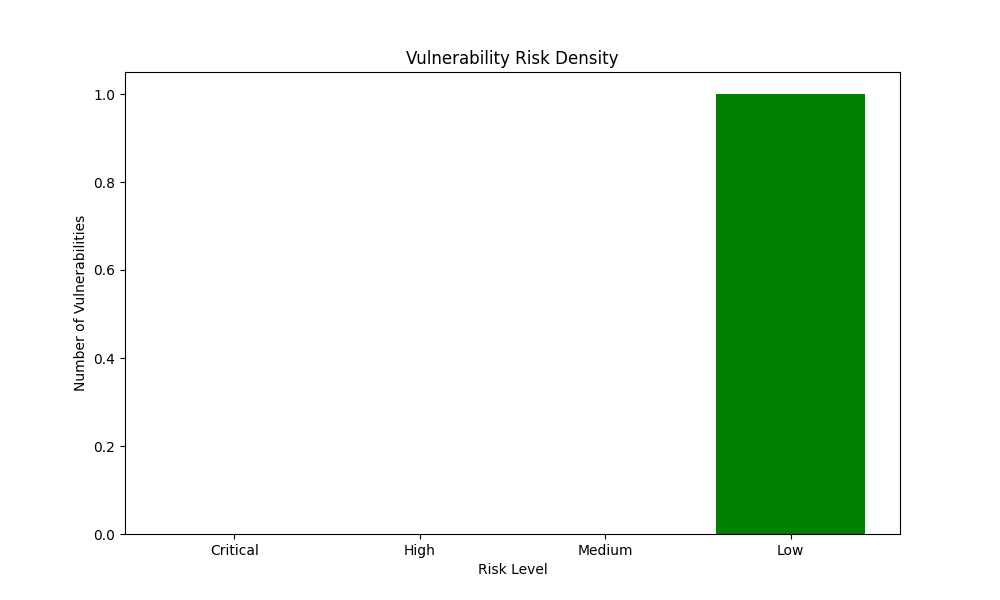 Vulnerability Risk Density
Number of Vulnerabilities
1.0
0.8
0.6
0.4
0.2
0.0
Critical High Medium Low
Risk Level